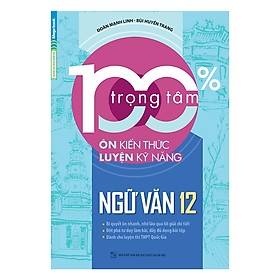 ĐOÀN MẠNH LINH - BÙI HUYỀN TRANG
100%
trọng tâm
ÔN KIẾN THỨC
LUYỆN KỸ NĂNG
NGỮ VĂN 12
Bí quyết ôn nhanh, nhớ lâu qua lời giải chi tiết
Đột phá tư duy làm bài, đầy đủ dạng bài tập
Dành cho luyện thi THPT Quốc Gia